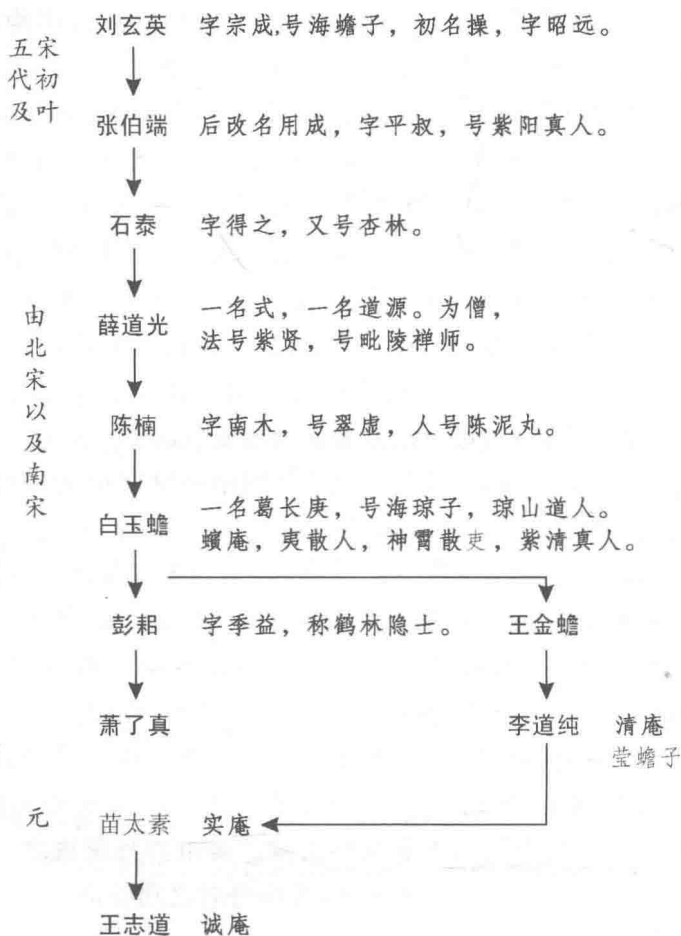 刘玄英 字宗成,号海蟾子，初名操，字昭远。
五代及宋初叶
张伯端 后改名用成，字平叔，号紫阳真人。
石泰 字得之，又号杏林。
由北宋以及南宋
薛道光 一名式，一名道源。为僧，
法号紫贤，号毗陵禅师。
陈楠 字南木，号翠虚，人号陈泥丸。
白玉蟾 一名葛长庚，号海琼子，琼山道人。
蠙庵，夷散人，神霄散吏，紫清真人。
彭耜 字季益，称鹤林隐士。 王金蟾
萧了真 李道纯 清庵
莹蟾子
元 苗太素 实庵
王志道 诚庵